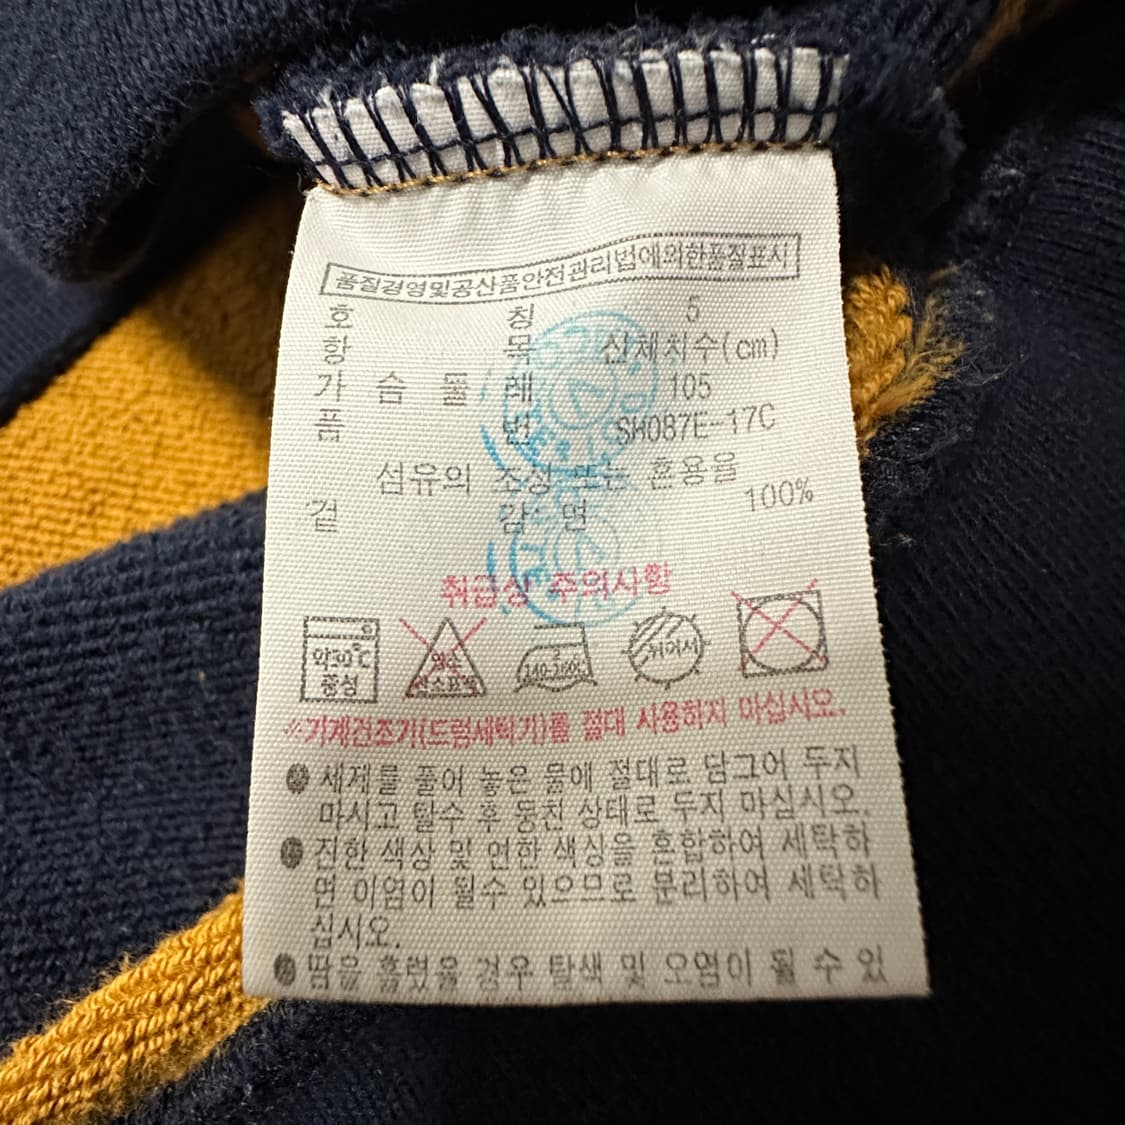 품질경영및공산품안전관리법에의한품질표시
호 칭 5
항 목 신체치수(cm)
가 슴 둘 레 105
품 번 SH087E-17C
섬유의 조성 또는 혼용율
겉 감: 면 100%
취급상 주의사항
약30℃
중성
염소
산소표백
140-160℃
뉘어서
※기계건조기(드럼세탁기)를 절대 사용하지 마십시오.
● 세제를 풀어 놓은 물에 절대로 담그어 두지
마시고 탈수 후 뭉친 상태로 두지 마십시오.
● 진한 색상 및 연한 색상을 혼합하여 세탁하
면 이염이 될수 있으므로 분리하여 세탁하
십시오.
● 땀을 흘렸을 경우 탈색 및 오염이 될 수 있